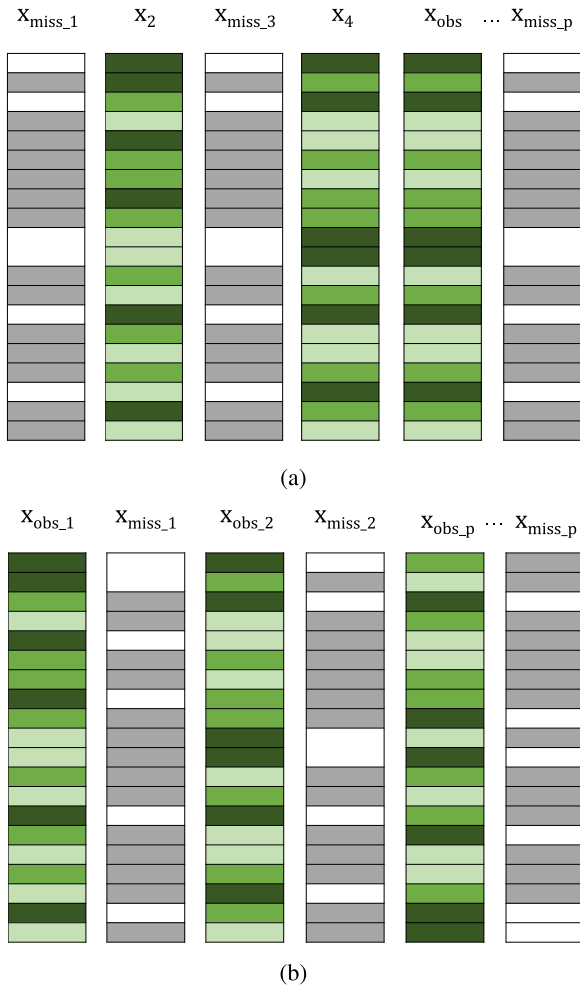 x_miss_1 x_2 x_miss_3 x_4 x_obs ... x_miss_p
(a)
x_obs_1 x_miss_1 x_obs_2 x_miss_2 x_obs_p ... x_miss_p
(b)